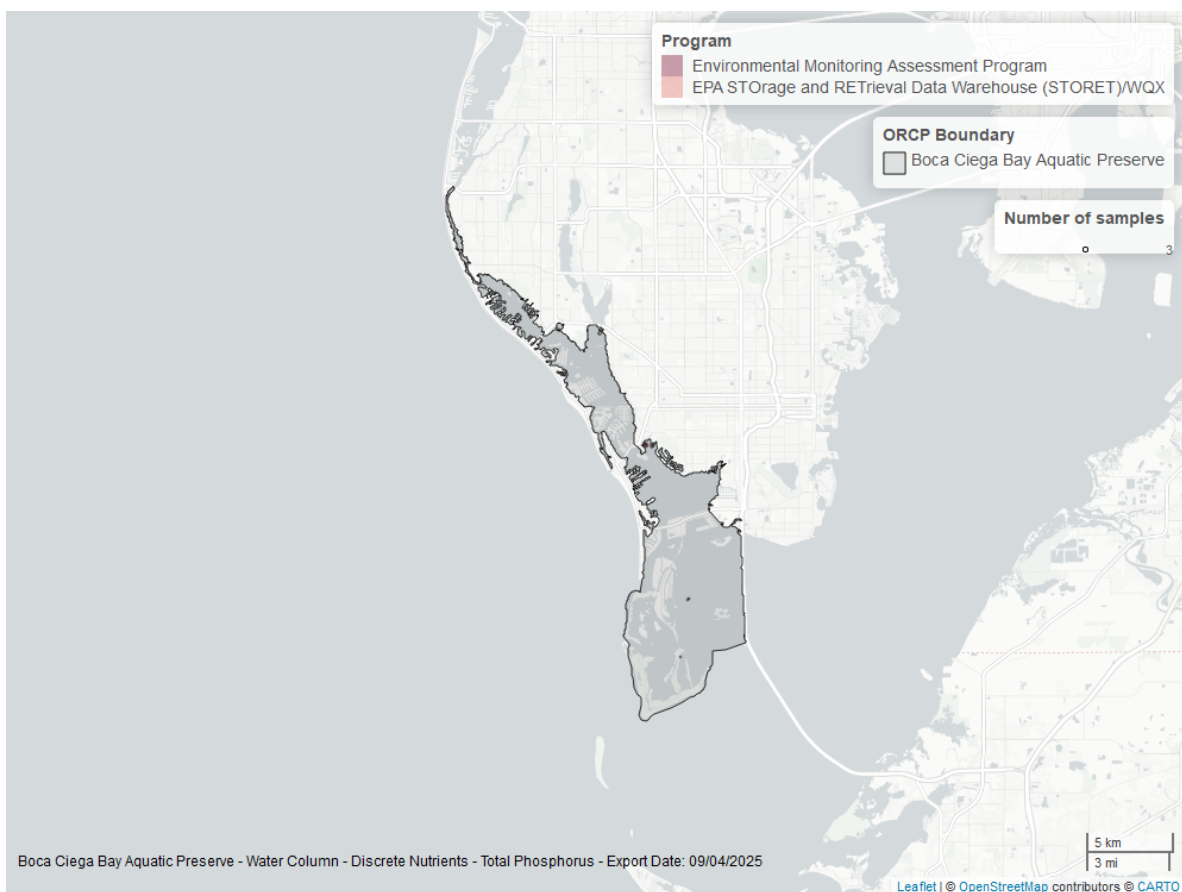 Program
Environmental Monitoring Assessment Program
EPA STOrage and RETrieval Data Warehouse (STORET)/WQX
ORCP Boundary
Boca Ciega Bay Aquatic Preserve
Number of samples
3
5 km
3 mi
Boca Ciega Bay Aquatic Preserve - Water Column - Discrete Nutrients - Total Phosphorus - Export Date: 09/04/2025
Leaflet | © OpenStreetMap contributors © CARTO